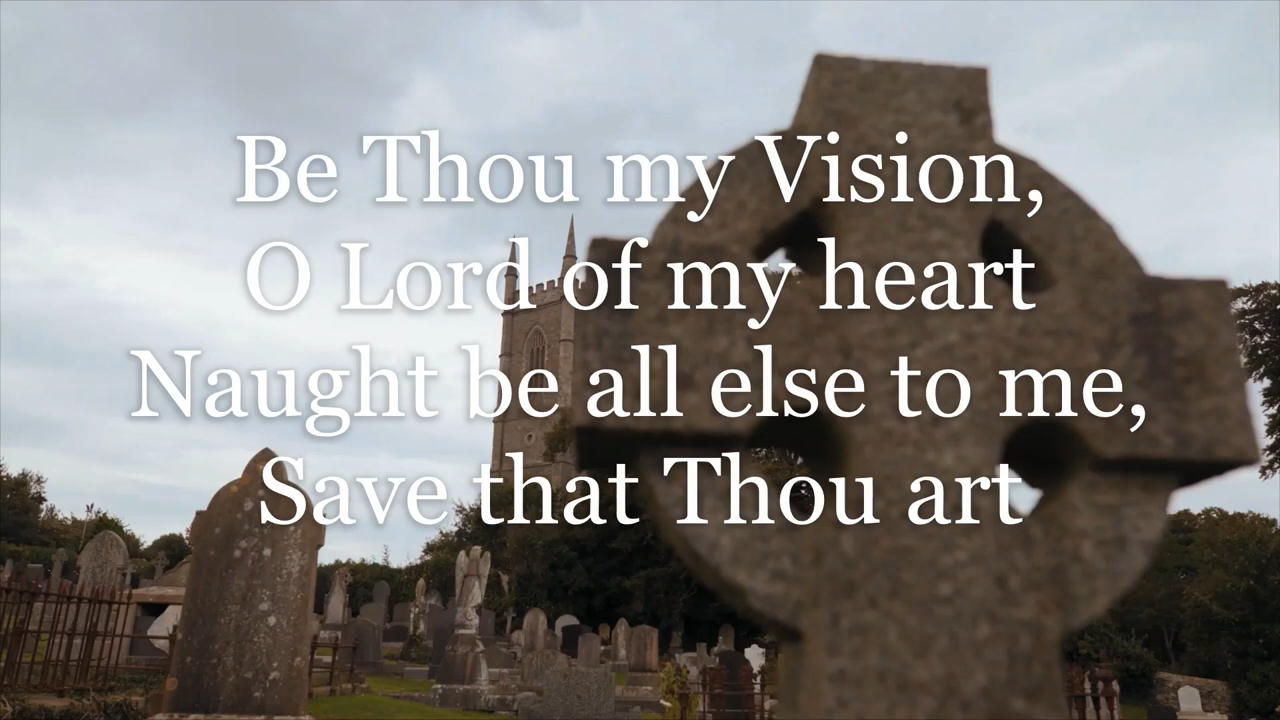 Be Thou my Vision,
O Lord of my heart
Naught be all else to me,
Save that Thou art